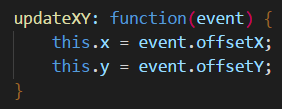 updateXY: function(event) {
    this.x = event.offsetX;
    this.y = event.offsetY;
}